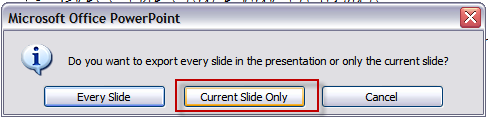 Microsoft Office PowerPoint
Do you want to export every slide in the presentation or only the current slide?
Every Slide Current Slide Only Cancel